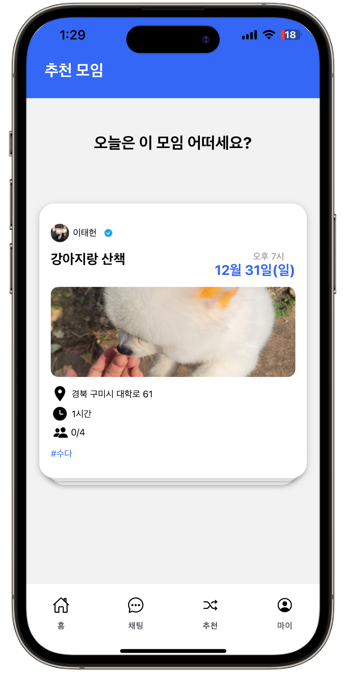 1:29
18
추천 모임
오늘은 이 모임 어떠세요?
이태헌
강아지랑 산책
오후 7시
12월 31일(일)
경북 구미시 대학로 61
1시간
0/4
#수다
홈
채팅
추천
마이